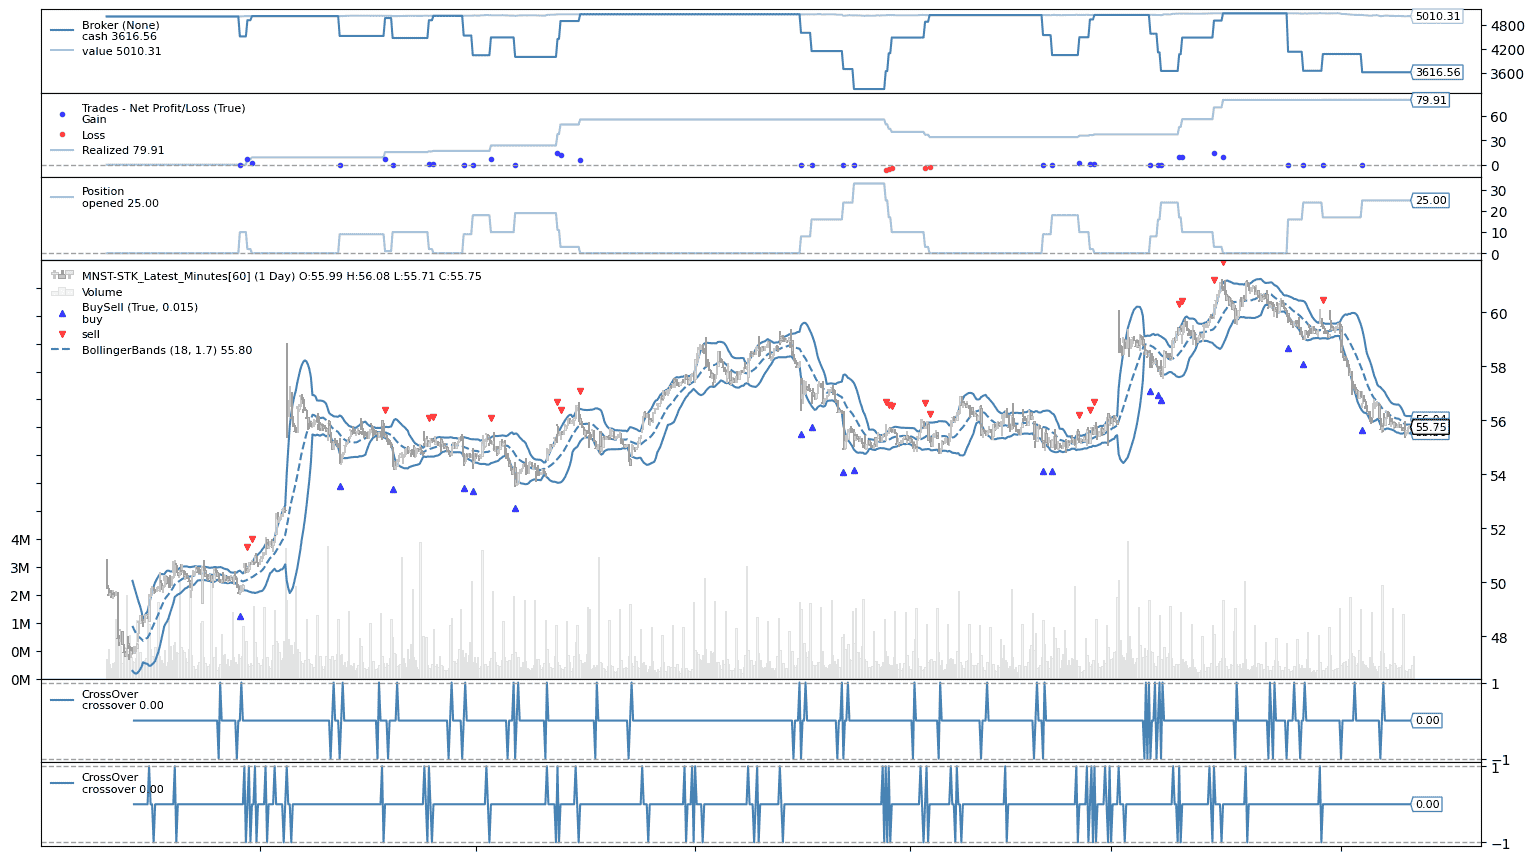 Broker (None)
cash 3616.56
value 5010.31
5010.31
4800
4200
3616.56
3600
Trades - Net Profit/Loss (True)
Gain
Loss
Realized 79.91
79.91
60
30
0
Position
opened 25.00
30
25.00
20
10
0
MNST-STK_Latest_Minutes[60] (1 Day) O:55.99 H:56.08 L:55.71 C:55.75
Volume
BuySell (True, 0.015)
buy
sell
BollingerBands (18, 1.7) 55.80
60
58
56
55.75
54
52
50
48
4M
3M
2M
1M
0M
0M
CrossOver
crossover 0.00
1
0.00
−1
CrossOver
crossover 0.00
1
0.00
−1